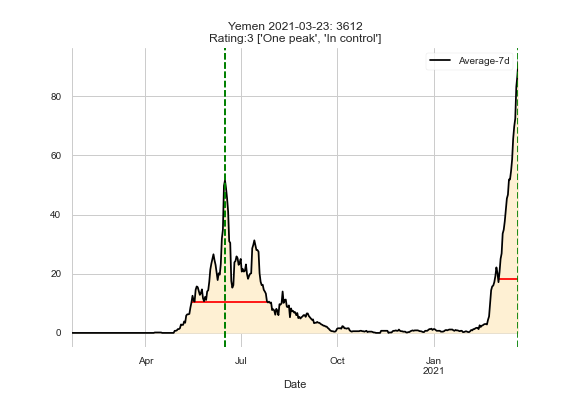 Yemen 2021-03-23: 3612
Rating:3 ['One peak', 'In control']
Average-7d
80
60
40
20
0
Apr
Jul
Oct
Jan
2021
Date